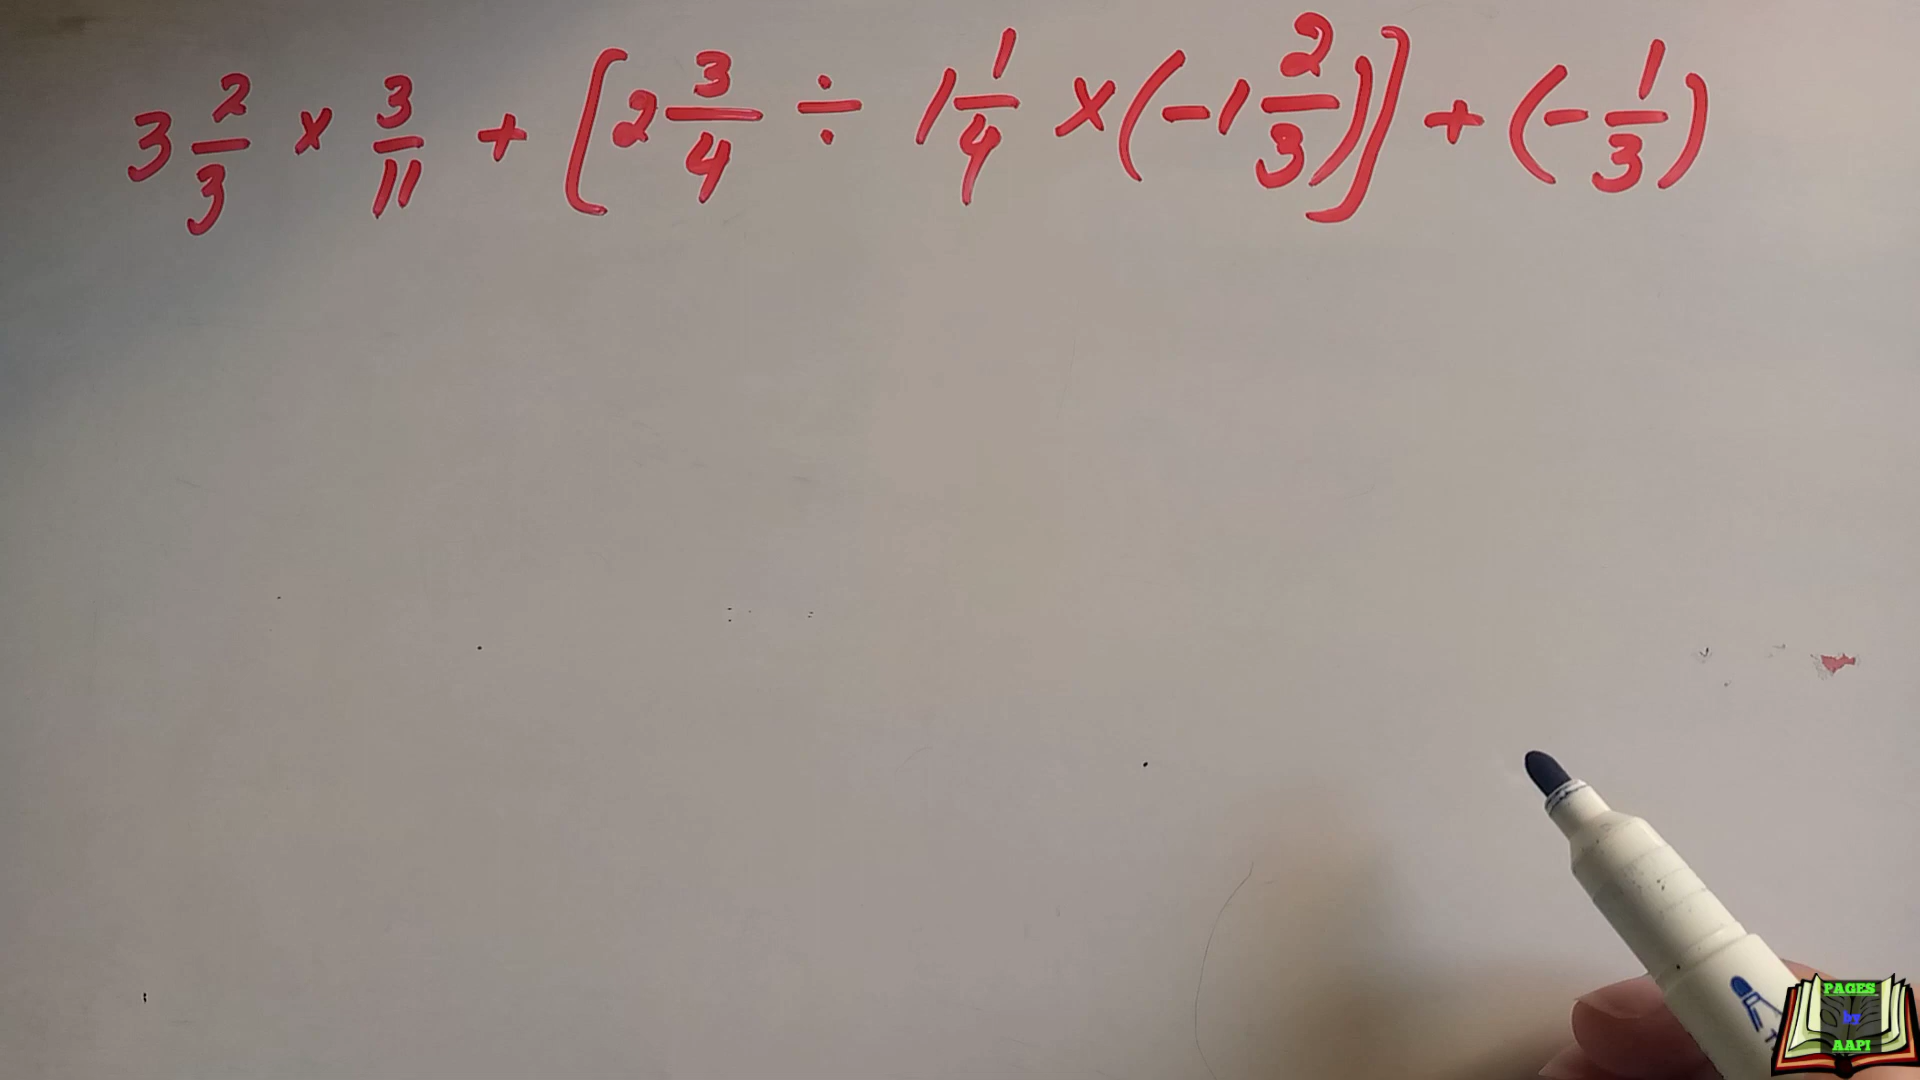 3 2/3 × 3/11 + [2 3/4 ÷ 1 1/4 × (-1 2/3)] + (-1/3)
PAGES
by
AAPI